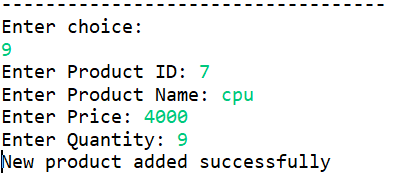 -----------------------------------
Enter choice:
9
Enter Product ID: 7
Enter Product Name: cpu
Enter Price: 4000
Enter Quantity: 9
New product added successfully